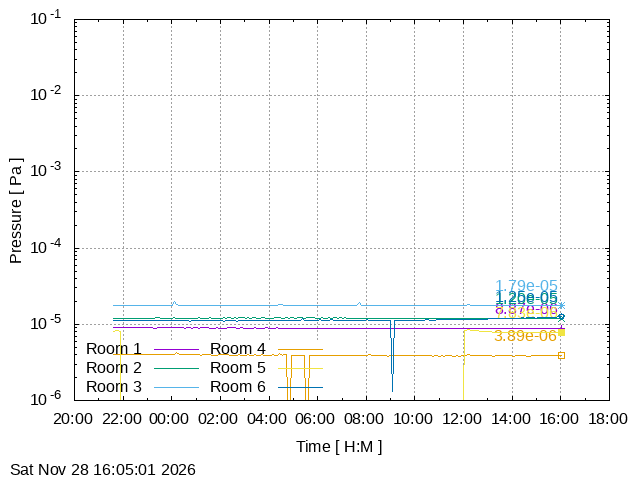 10^-1
10^-2
10^-3
10^-4
10^-5
10^-6
Pressure [ Pa ]
1.79e-05
8.87e-06
3.89e-06
Room 1 Room 4
Room 2 Room 5
Room 3 Room 6
20:00 22:00 00:00 02:00 04:00 06:00 08:00 10:00 12:00 14:00 16:00 18:00
Time [ H:M ]
Sat Nov 28 16:05:01 2026